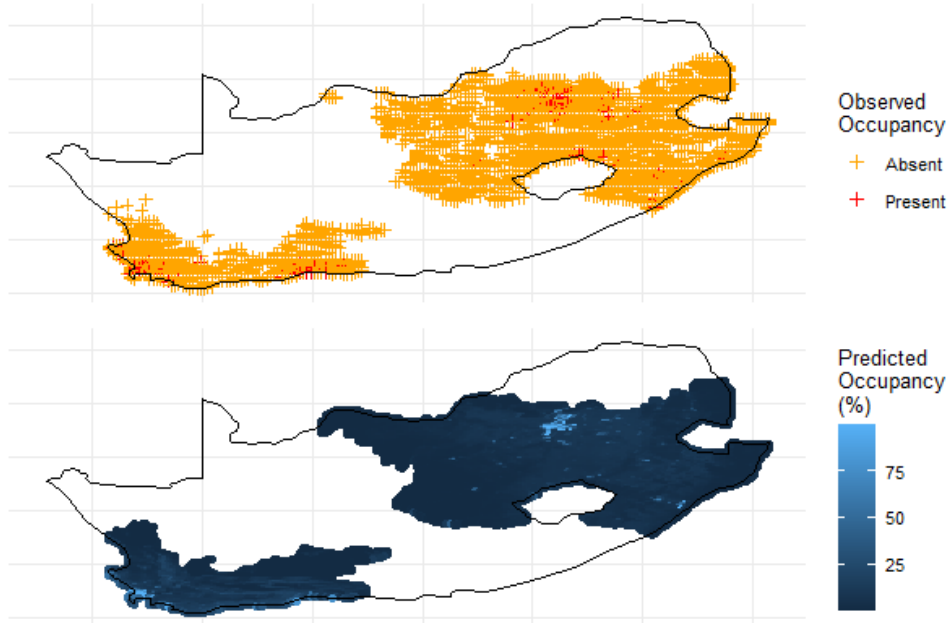 Observed
Occupancy
Absent
Present
Predicted
Occupancy
(%)
75
50
25